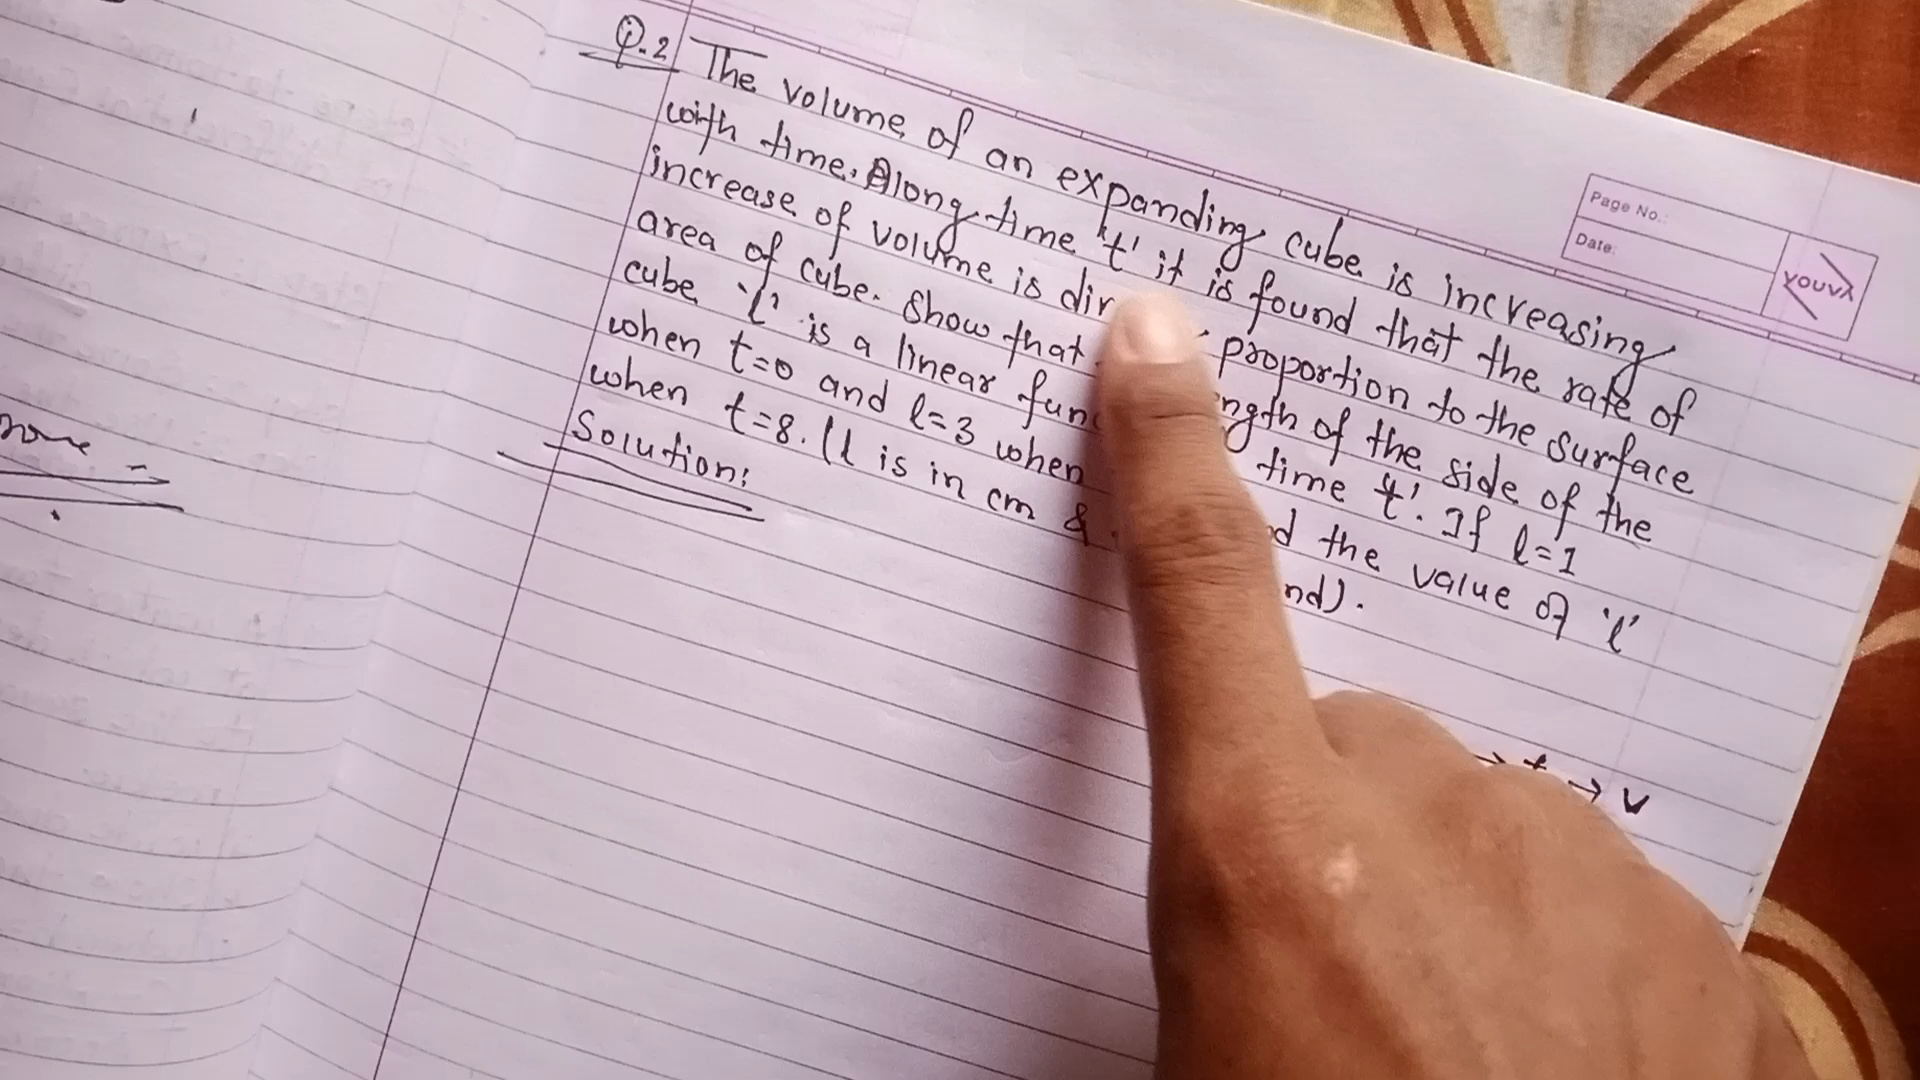 Q.2 The volume of an expanding cube is increasing
with time. Along time 't' it is found that the rate of
increase of volume is dir proportion to the surface
area of cube. Show that ngth of the side of the
cube 'l' is a linear func time 't'. If l=1
when t=0 and l=3 when d the value of 'l'
when t=8. (l is in cm & nd).
Solution:
→ t → v
Page No.:
Date:
YOUVA